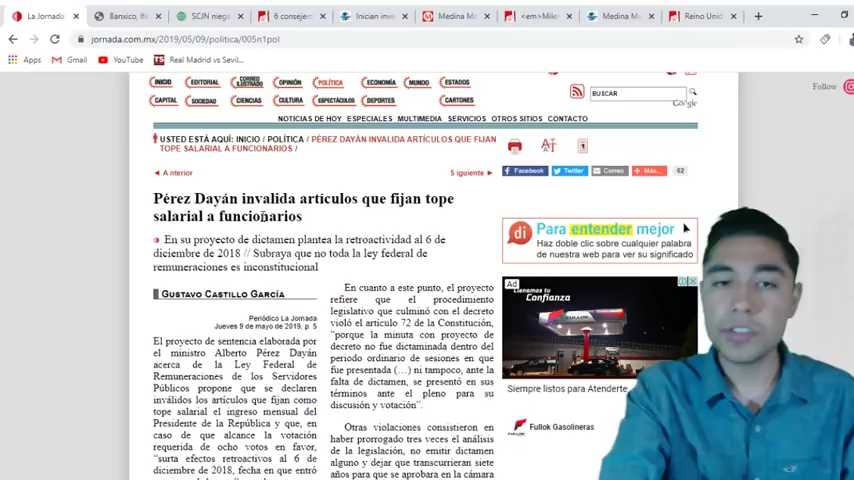 La Jornada
Banxico, Ife
SCJN niega
6 consejero
Inician inve
Medina Ma
<em>Mile
Medina Ma
Reino Unid
jornada.com.mx/2019/05/09/politica/005n1pol
Apps
Gmail
YouTube
Real Madrid vs Sevil...
INICIO
EDITORIAL
CORREO ILUSTRADO
OPINIÓN
POLÍTICA
ECONOMÍA
MUNDO
ESTADOS
CAPITAL
SOCIEDAD
CIENCIAS
CULTURA
ESPECTÁCULOS
DEPORTES
CARTONES
BUSCAR
Google
Follow
NOTICIAS DE HOY ESPECIALES MULTIMEDIA SERVICIOS OTROS SITIOS CONTACTO
USTED ESTÁ AQUÍ: INICIO / POLÍTICA / PÉREZ DAYÁN INVALIDA ARTÍCULOS QUE FIJAN
TOPE SALARIAL A FUNCIONARIOS /
Anterior
Siguiente
Facebook
Twitter
Correo
Más...
62
Pérez Dayán invalida artículos que fijan tope
salarial a funcionarios
En su proyecto de dictamen plantea la retroactividad al 6 de
diciembre de 2018 // Subraya que no toda la ley federal de
remuneraciones es inconstitucional
GUSTAVO CASTILLO GARCÍA
Periódico La Jornada
Jueves 9 de mayo de 2019, p. 5
El proyecto de sentencia elaborada por
el ministro Alberto Pérez Dayán
acerca de la Ley Federal de
Remuneraciones de los Servidores
Públicos propone que se declaren
inválidos los artículos que fijan como
tope salarial el ingreso mensual del
Presidente de la República y que, en
caso de que alcance la votación
requerida de ocho votos en favor,
"surta efectos retroactivos al 6 de
diciembre de 2018, fecha en que entró
En cuanto a este punto, el proyecto
refiere que el procedimiento
legislativo que culminó con el decreto
violó el artículo 72 de la Constitución,
"porque la minuta con proyecto de
decreto no fue dictaminada dentro del
periodo ordinario de sesiones en que
fue presentada (...) ni tampoco, ante la
falta de dictamen, se presentó en sus
términos ante el pleno para su
discusión y votación".
Otras violaciones consistieron en
haber prorrogado tres veces el análisis
de la legislación, no emitir dictamen
alguno y dejar que transcurrieran siete
años para que se aprobara en la cámara
di
Para entender mejor
Haz doble clic sobre cualquier palabra
de nuestra web para ver su significado
Ad
Llenamos tu
Confianza
Siempre listos para Atenderte
Fullok Gasolineras